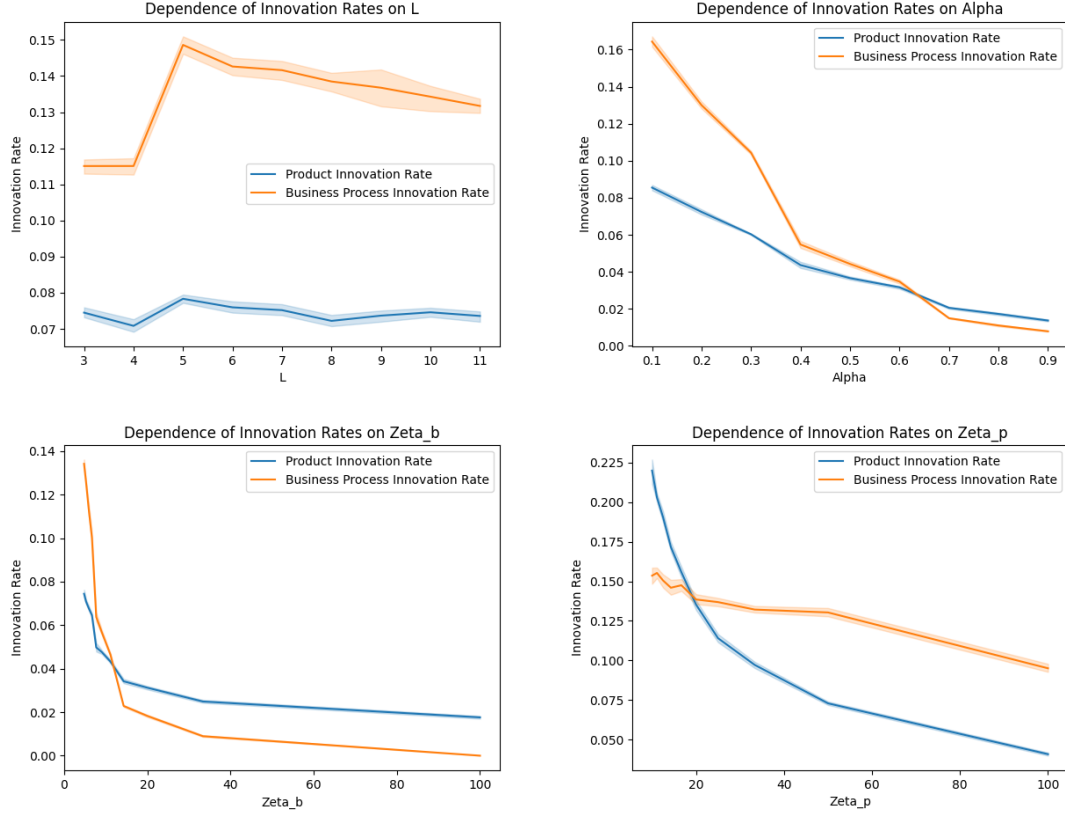 Dependence of Innovation Rates on L
0.15
0.14
0.13
0.12
0.11
0.10
0.09
0.08
0.07
Innovation Rate
Product Innovation Rate
Business Process Innovation Rate
3 4 5 6 7 8 9 10 11
L
Dependence of Innovation Rates on Alpha
0.16
0.14
0.12
0.10
0.08
0.06
0.04
0.02
0.00
Innovation Rate
Product Innovation Rate
Business Process Innovation Rate
0.1 0.2 0.3 0.4 0.5 0.6 0.7 0.8 0.9
Alpha
Dependence of Innovation Rates on Zeta_b
0.14
0.12
0.10
0.08
0.06
0.04
0.02
0.00
Innovation Rate
Product Innovation Rate
Business Process Innovation Rate
0 20 40 60 80 100
Zeta_b
Dependence of Innovation Rates on Zeta_p
0.225
0.200
0.175
0.150
0.125
0.100
0.075
0.050
Innovation Rate
Product Innovation Rate
Business Process Innovation Rate
20 40 60 80 100
Zeta_p